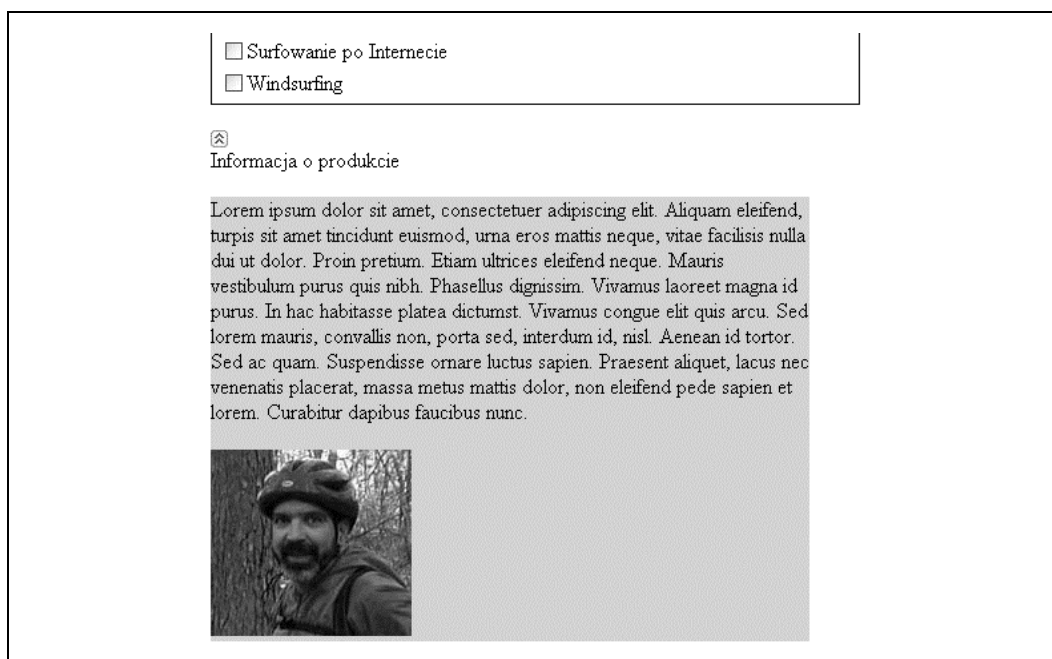 Surfowanie po Internecie
Windsurfing
Informacja o produkcie
Lorem ipsum dolor sit amet, consectetuer adipiscing elit. Aliquam eleifend,
turpis sit amet tincidunt euismod, urna eros mattis neque, vitae facilisis nulla
dui ut dolor. Proin pretium. Etiam ultrices eleifend neque. Mauris
vestibulum purus quis nibh. Phasellus dignissim. Vivamus laoreet magna id
purus. In hac habitasse platea dictumst. Vivamus congue elit quis arcu. Sed
lorem mauris, convallis non, porta sed, interdum id, nisl. Aenean id tortor.
Sed ac quam. Suspendisse ornare luctus sapien. Praesent aliquet, lacus nec
venenatis placerat, massa metus mattis dolor, non eleifend pede sapien et
lorem. Curabitur dapibus faucibus nunc.